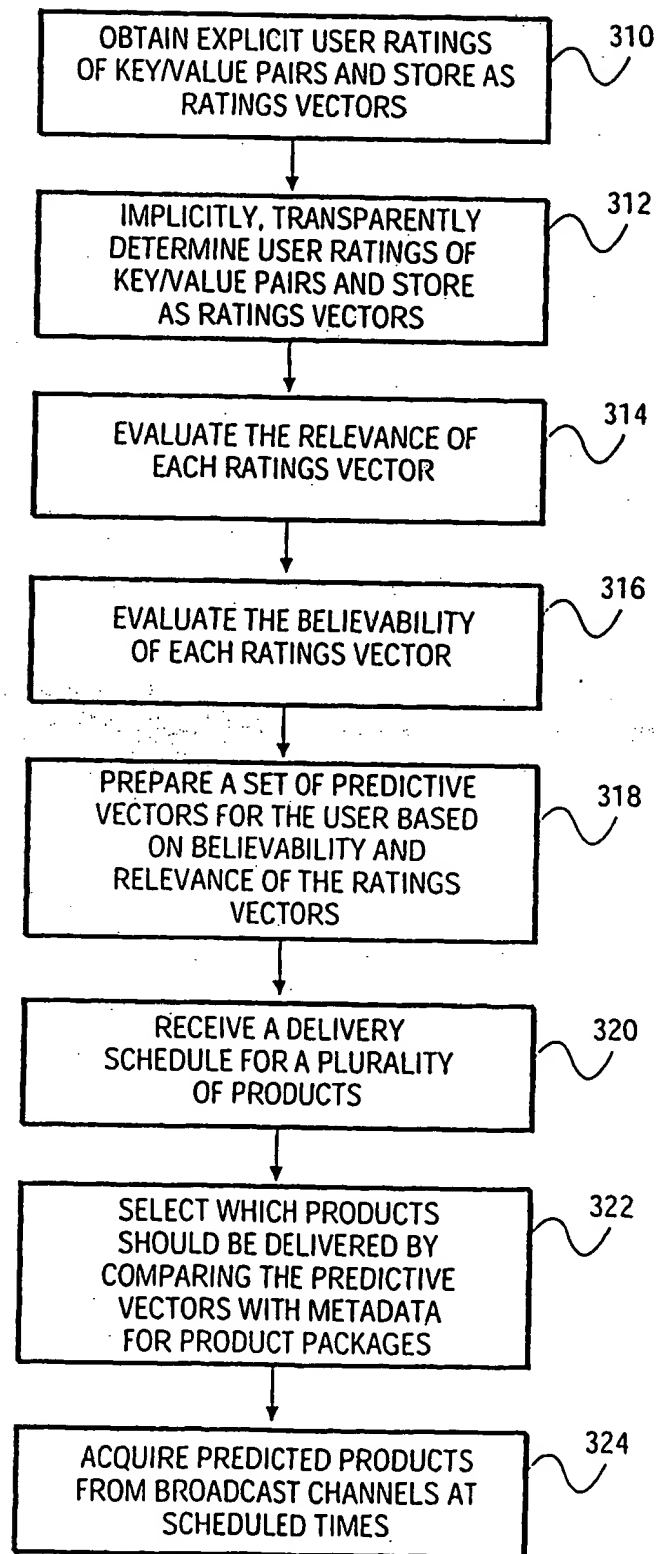 OBTAIN EXPLICIT USER RATINGS
OF KEY/VALUE PAIRS AND STORE AS
RATINGS VECTORS
310
IMPLICITLY, TRANSPARENTLY
DETERMINE USER RATINGS OF
KEY/VALUE PAIRS AND STORE
AS RATINGS VECTORS
312
EVALUATE THE RELEVANCE OF
EACH RATINGS VECTOR
314
EVALUATE THE BELIEVABILITY
OF EACH RATINGS VECTOR
316
PREPARE A SET OF PREDICTIVE
VECTORS FOR THE USER BASED
ON BELIEVABILITY AND
RELEVANCE OF THE RATINGS
VECTORS
318
RECEIVE A DELIVERY
SCHEDULE FOR A PLURALITY
OF PRODUCTS
320
SELECT WHICH PRODUCTS
SHOULD BE DELIVERED BY
COMPARING THE PREDICTIVE
VECTORS WITH METADATA
FOR PRODUCT PACKAGES
322
ACQUIRE PREDICTED PRODUCTS
FROM BROADCAST CHANNELS AT
SCHEDULED TIMES
324